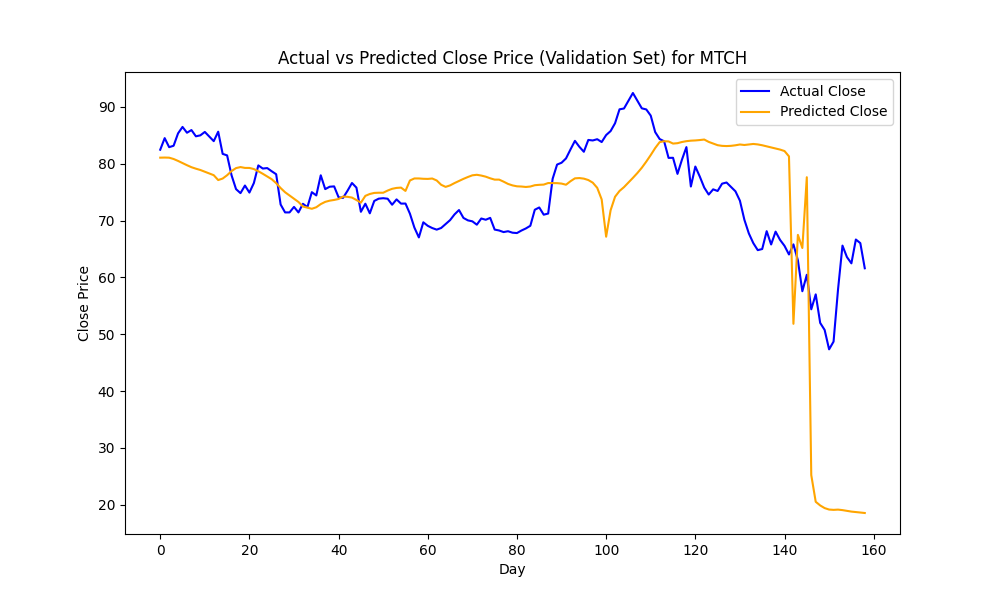 Actual vs Predicted Close Price (Validation Set) for MTCH
Actual Close
Predicted Close
Close Price
90
80
70
60
50
40
30
20
0 20 40 60 80 100 120 140 160
Day